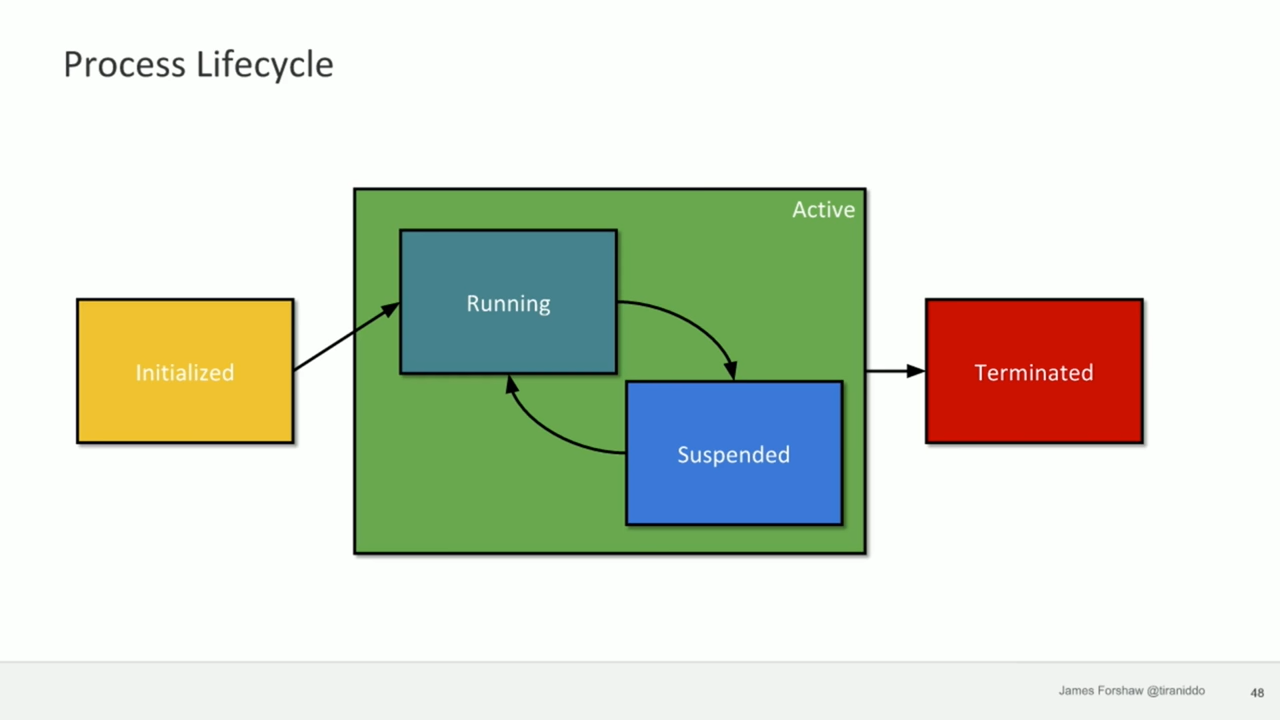 Process Lifecycle
Active
Running
Initialized
Terminated
Suspended
James Forshaw @tiraniddo
48